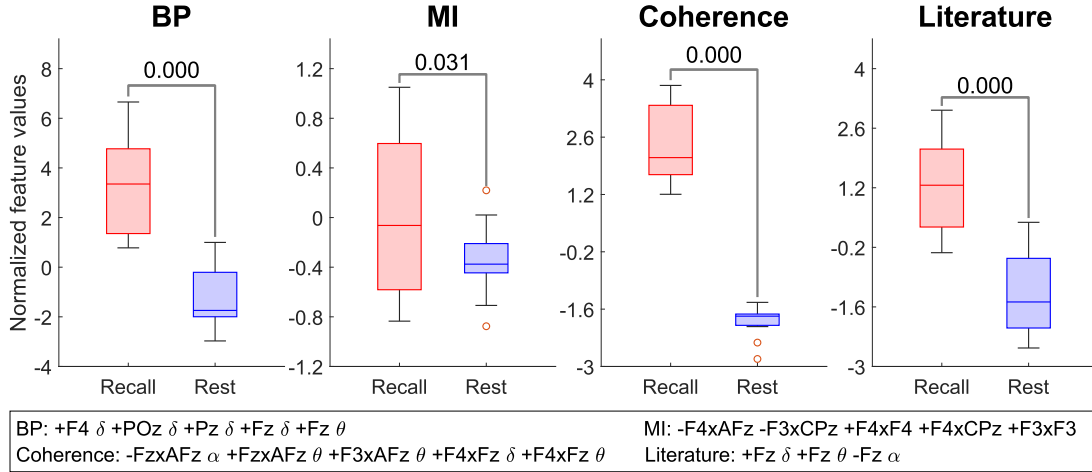 BP
MI
Coherence
Literature
Normalized feature values
8
6
4
2
0
-2
-4
0.000
Recall
Rest
1.2
0.8
0.4
0
-0.4
-0.8
-1.2
0.031
Recall
Rest
4
2.6
1.2
-0.2
-1.6
-3
0.000
Recall
Rest
4
2.6
1.2
-0.2
-1.6
-3
0.000
Recall
Rest
BP: +F4 δ +POz δ +Pz δ +Fz δ +Fz θ
MI: -F4xAFz -F3xCPz +F4xF4 +F4xCPz +F3xF3
Coherence: -FzxAFz α +FzxAFz θ +F3xAFz θ +F4xFz δ +F4xFz θ
Literature: +Fz δ +Fz θ -Fz α